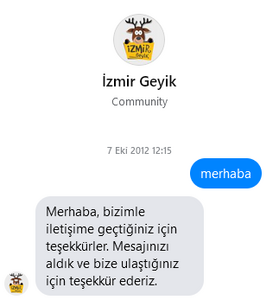 İZMİR
İzmir Geyik
Community
7 Eki 2012 12:15
merhaba
Merhaba, bizimle
iletişime geçtiğiniz için
teşekkürler. Mesajınızı
aldık ve bize ulaştığınız
için teşekkür ederiz.